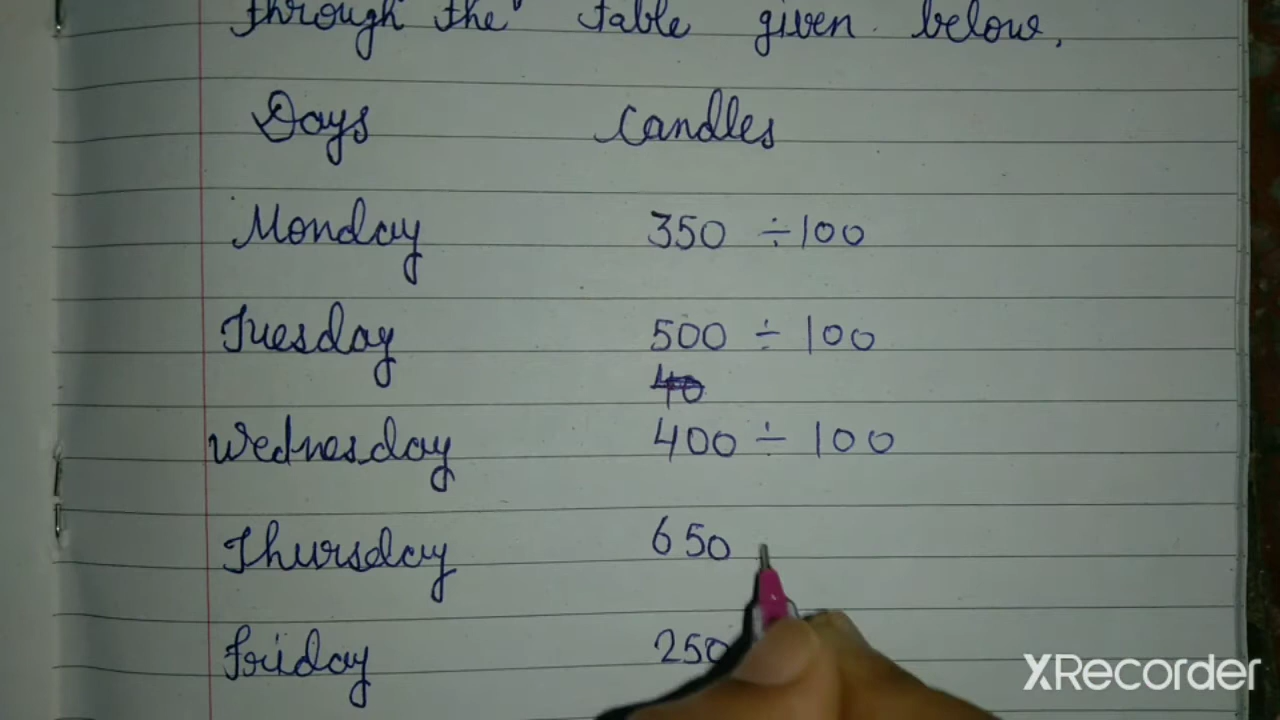 through the table given below,
Days Candles
Monday 350 ÷100
Tuesday 500 ÷ 100
40
Wednesday 400 ÷ 100
Thursday 650
Friday 250
XRecorder